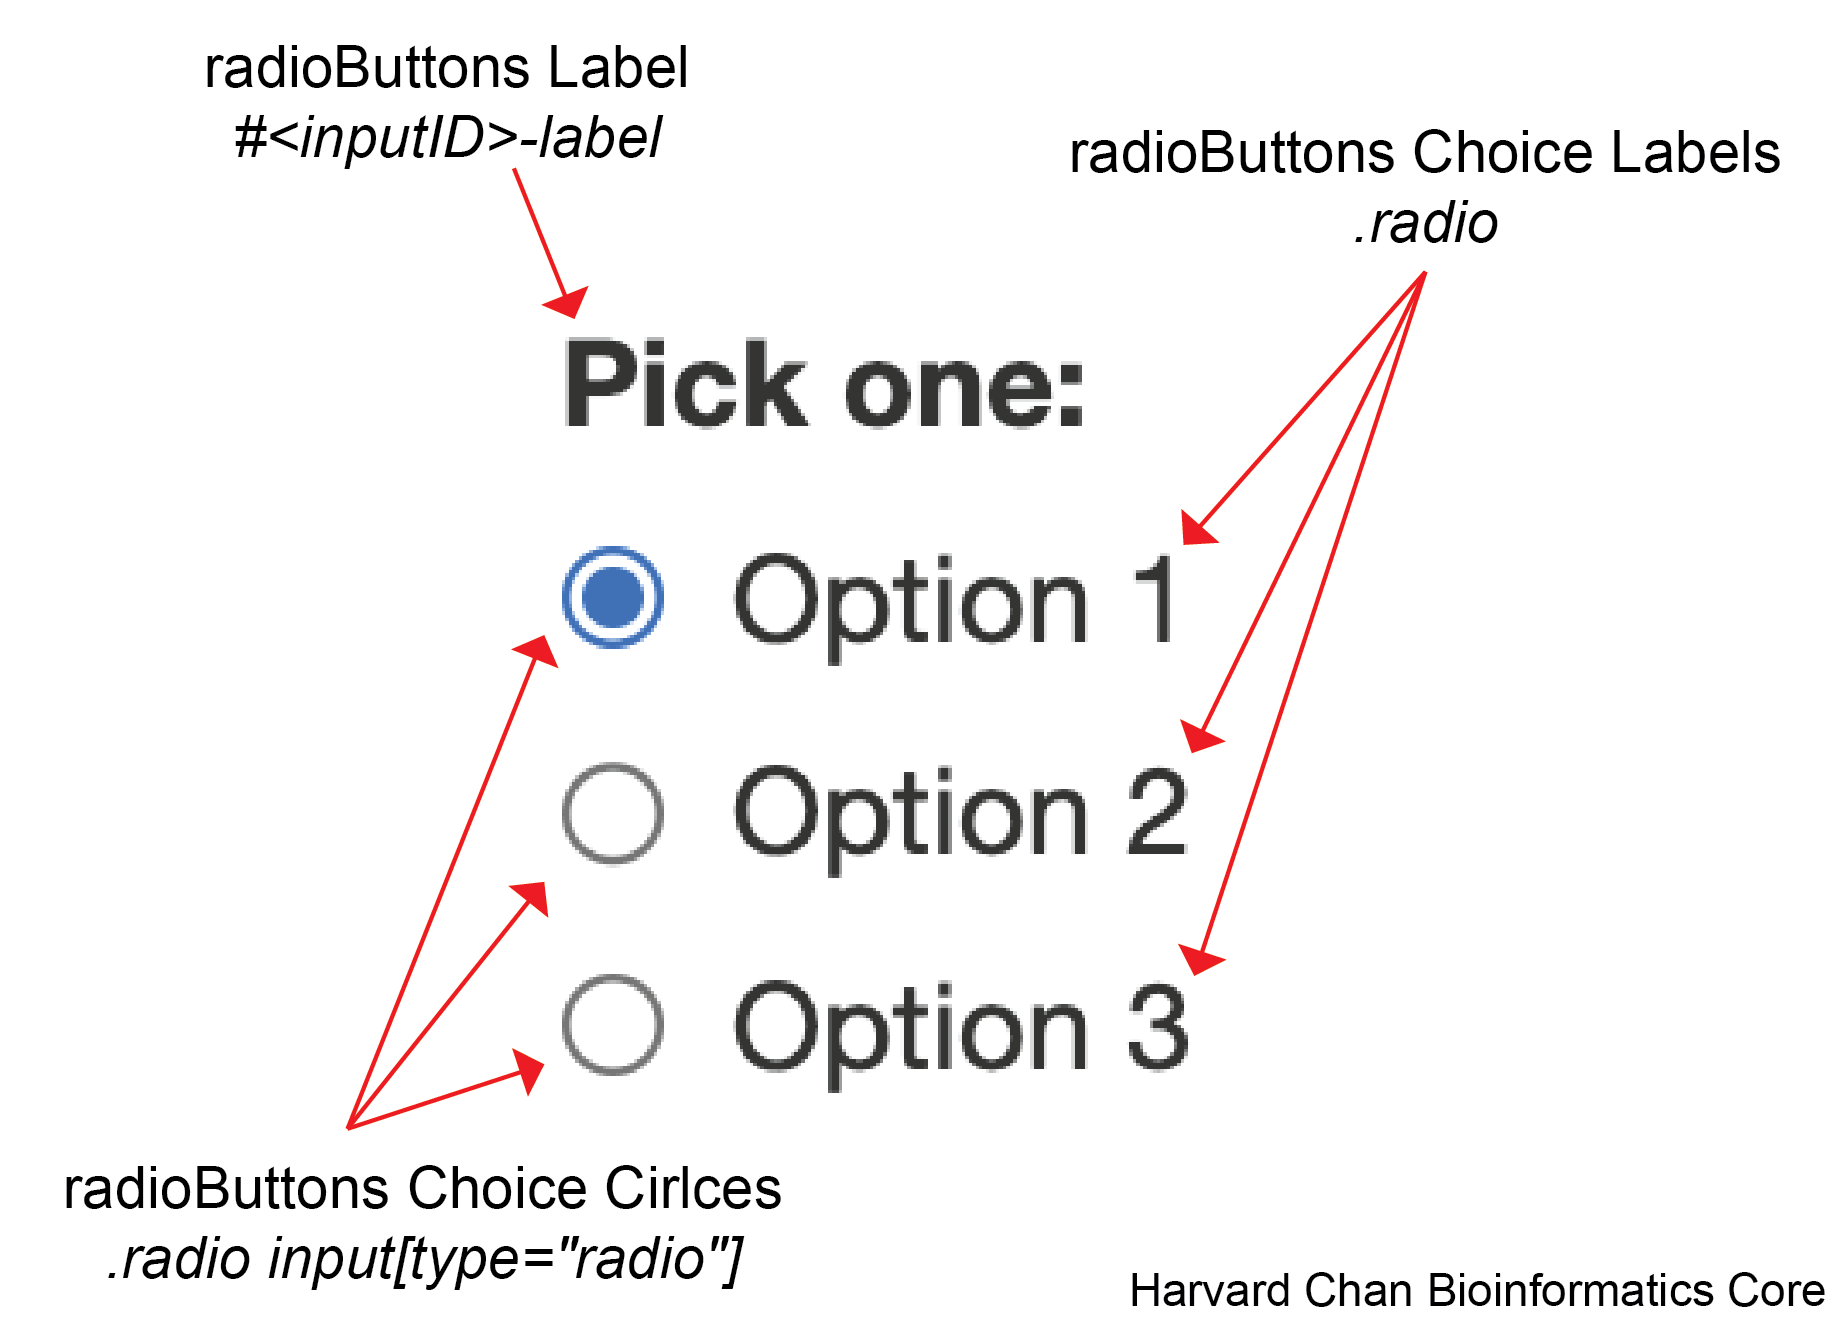 radioButtons Label
#<inputID>-label
radioButtons Choice Labels
.radio
Pick one:
Option 1
Option 2
Option 3
radioButtons Choice Cirlces
.radio input[type="radio"]
Harvard Chan Bioinformatics Core